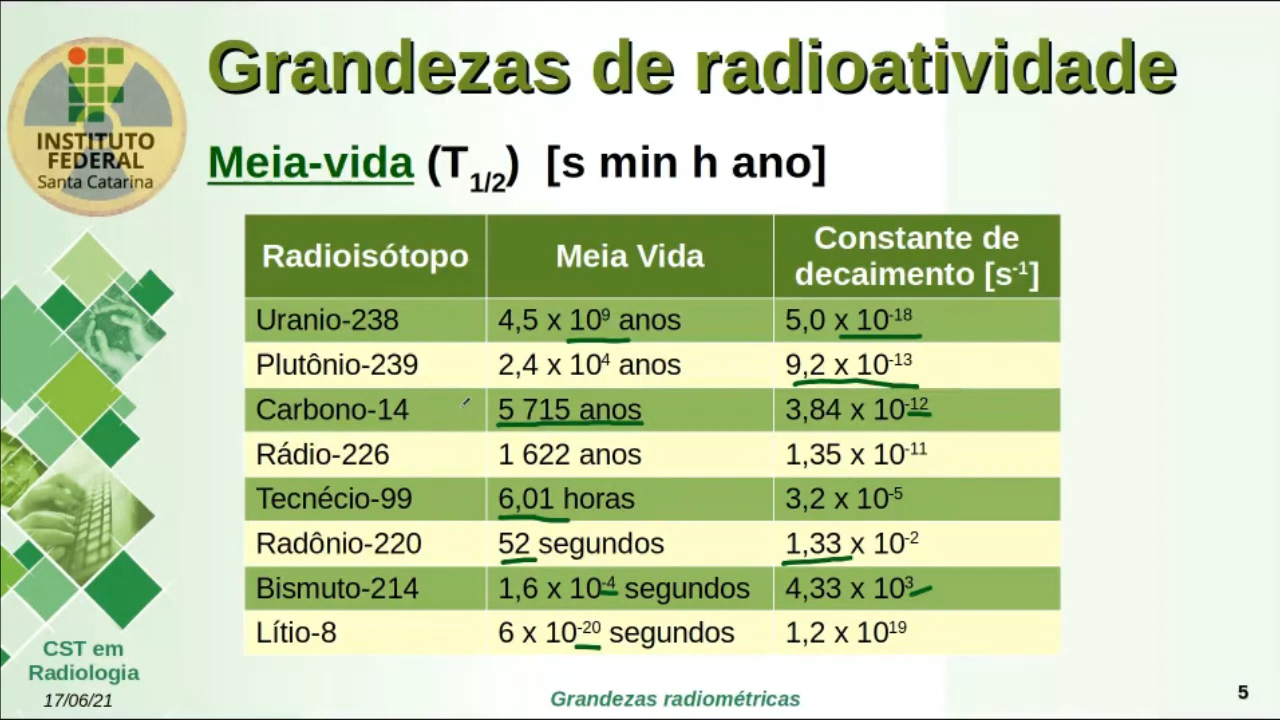 Grandezas de radioatividade
INSTITUTO
FEDERAL
Santa Catarina
Meia-vida (T1/2) [s min h ano]
Radioisótopo Meia Vida Constante de decaimento [s-1]
Uranio-238 4,5 x 10⁹ anos 5,0 x 10⁻¹⁸
Plutônio-239 2,4 x 10⁴ anos 9,2 x 10⁻¹³
Carbono-14 5 715 anos 3,84 x 10⁻¹²
Rádio-226 1 622 anos 1,35 x 10⁻¹¹
Tecnécio-99 6,01 horas 3,2 x 10⁻⁵
Radônio-220 52 segundos 1,33 x 10⁻²
Bismuto-214 1,6 x 10⁻⁴ segundos 4,33 x 10³
Lítio-8 6 x 10⁻²⁰ segundos 1,2 x 10¹⁹
CST em
Radiologia
17/06/21
Grandezas radiométricas
5